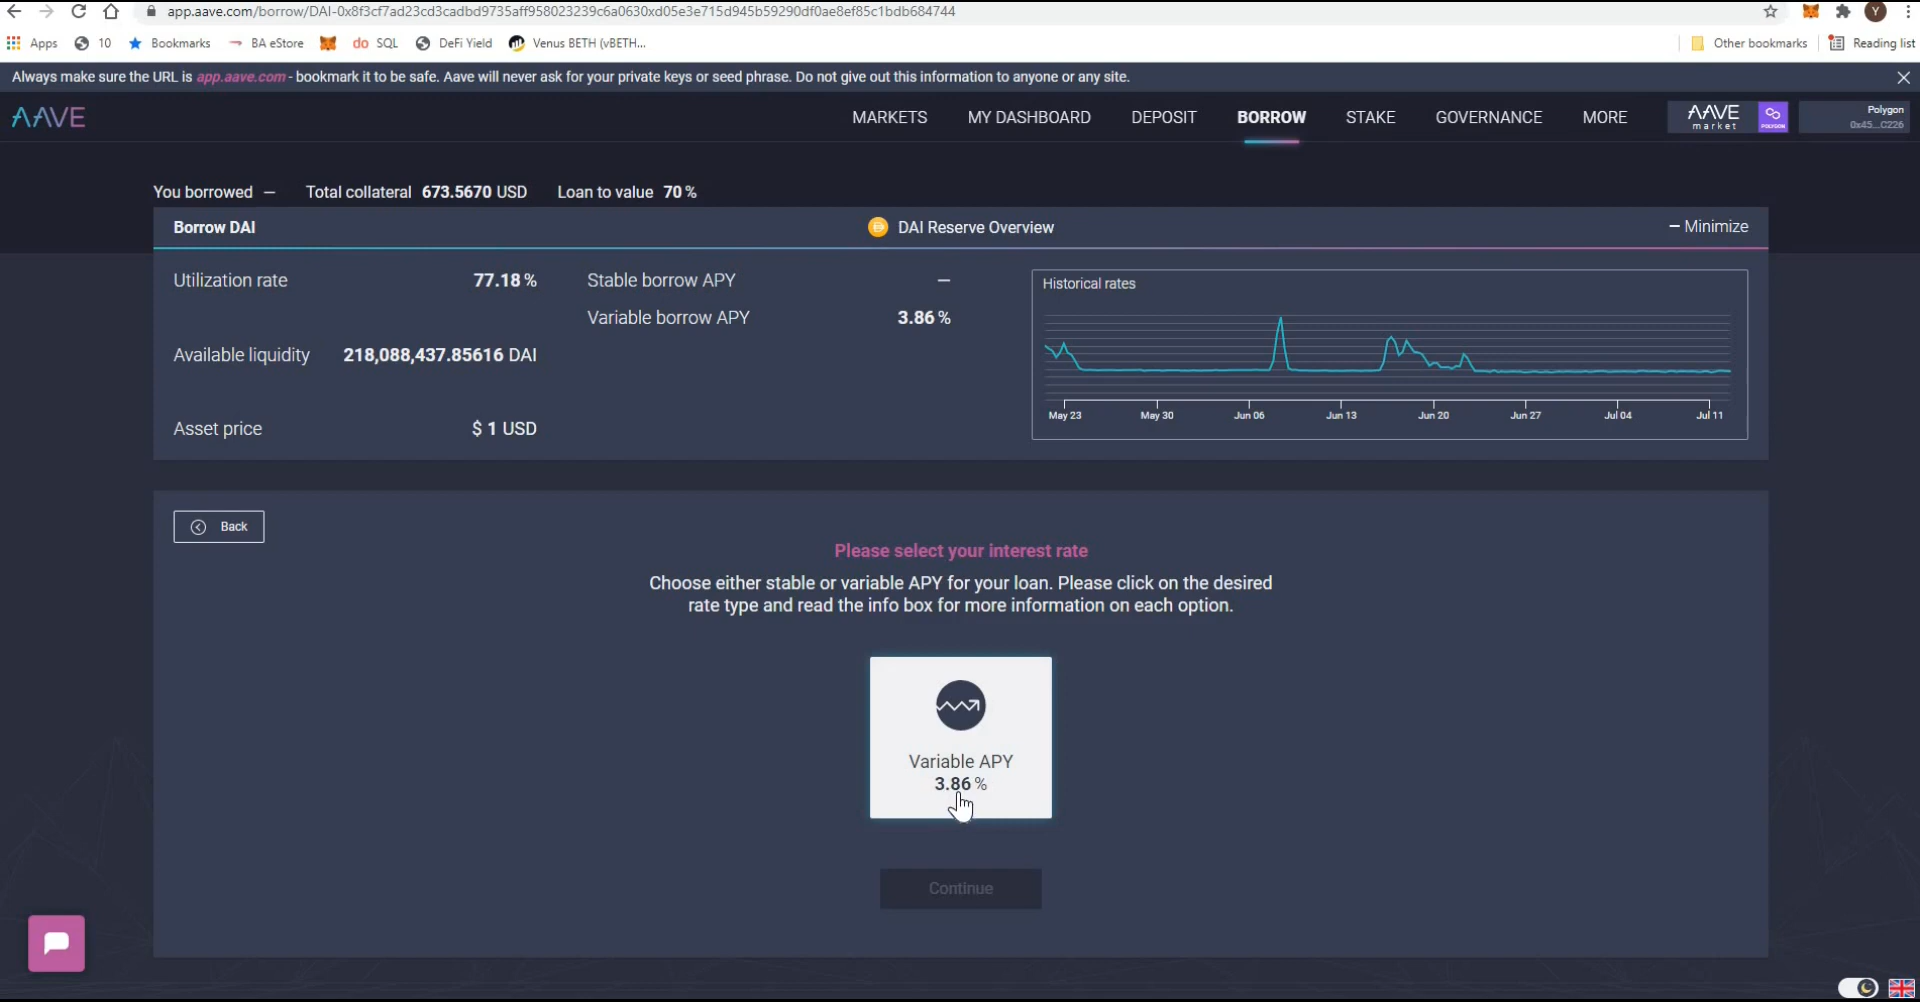 app.aave.com/borrow/DAI-0x8f3cf7ad23cd3cadbd9735aff958023239c6a0630xd05e3e715d945b59290df0ae8ef85c1bdb684744
Y
Apps 10 Bookmarks BA eStore do SQL DeFi Yield Venus BETH (vBETH... Other bookmarks Reading list
Always make sure the URL is app.aave.com - bookmark it to be safe. Aave will never ask for your private keys or seed phrase. Do not give out this information to anyone or any site.
AAVE
MARKETS MY DASHBOARD DEPOSIT BORROW STAKE GOVERNANCE MORE
AAVE
market
POLYGON
Polygon
0x45...C226
You borrowed – Total collateral 673.5670 USD Loan to value 70 %
Borrow DAI DAI Reserve Overview – Minimize
Utilization rate 77.18 % Stable borrow APY –
Variable borrow APY 3.86 %
Available liquidity 218,088,437.85616 DAI
Asset price $ 1 USD
Historical rates
May 23 May 30 Jun 06 Jun 13 Jun 20 Jun 27 Jul 04 Jul 11
Back
Please select your interest rate
Choose either stable or variable APY for your loan. Please click on the desired
rate type and read the info box for more information on each option.
Variable APY
3.86 %
Continue